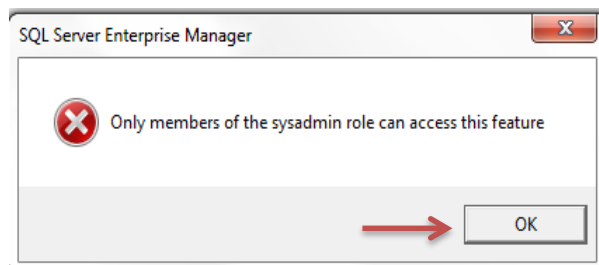 SQL Server Enterprise Manager
Only members of the sysadmin role can access this feature
OK